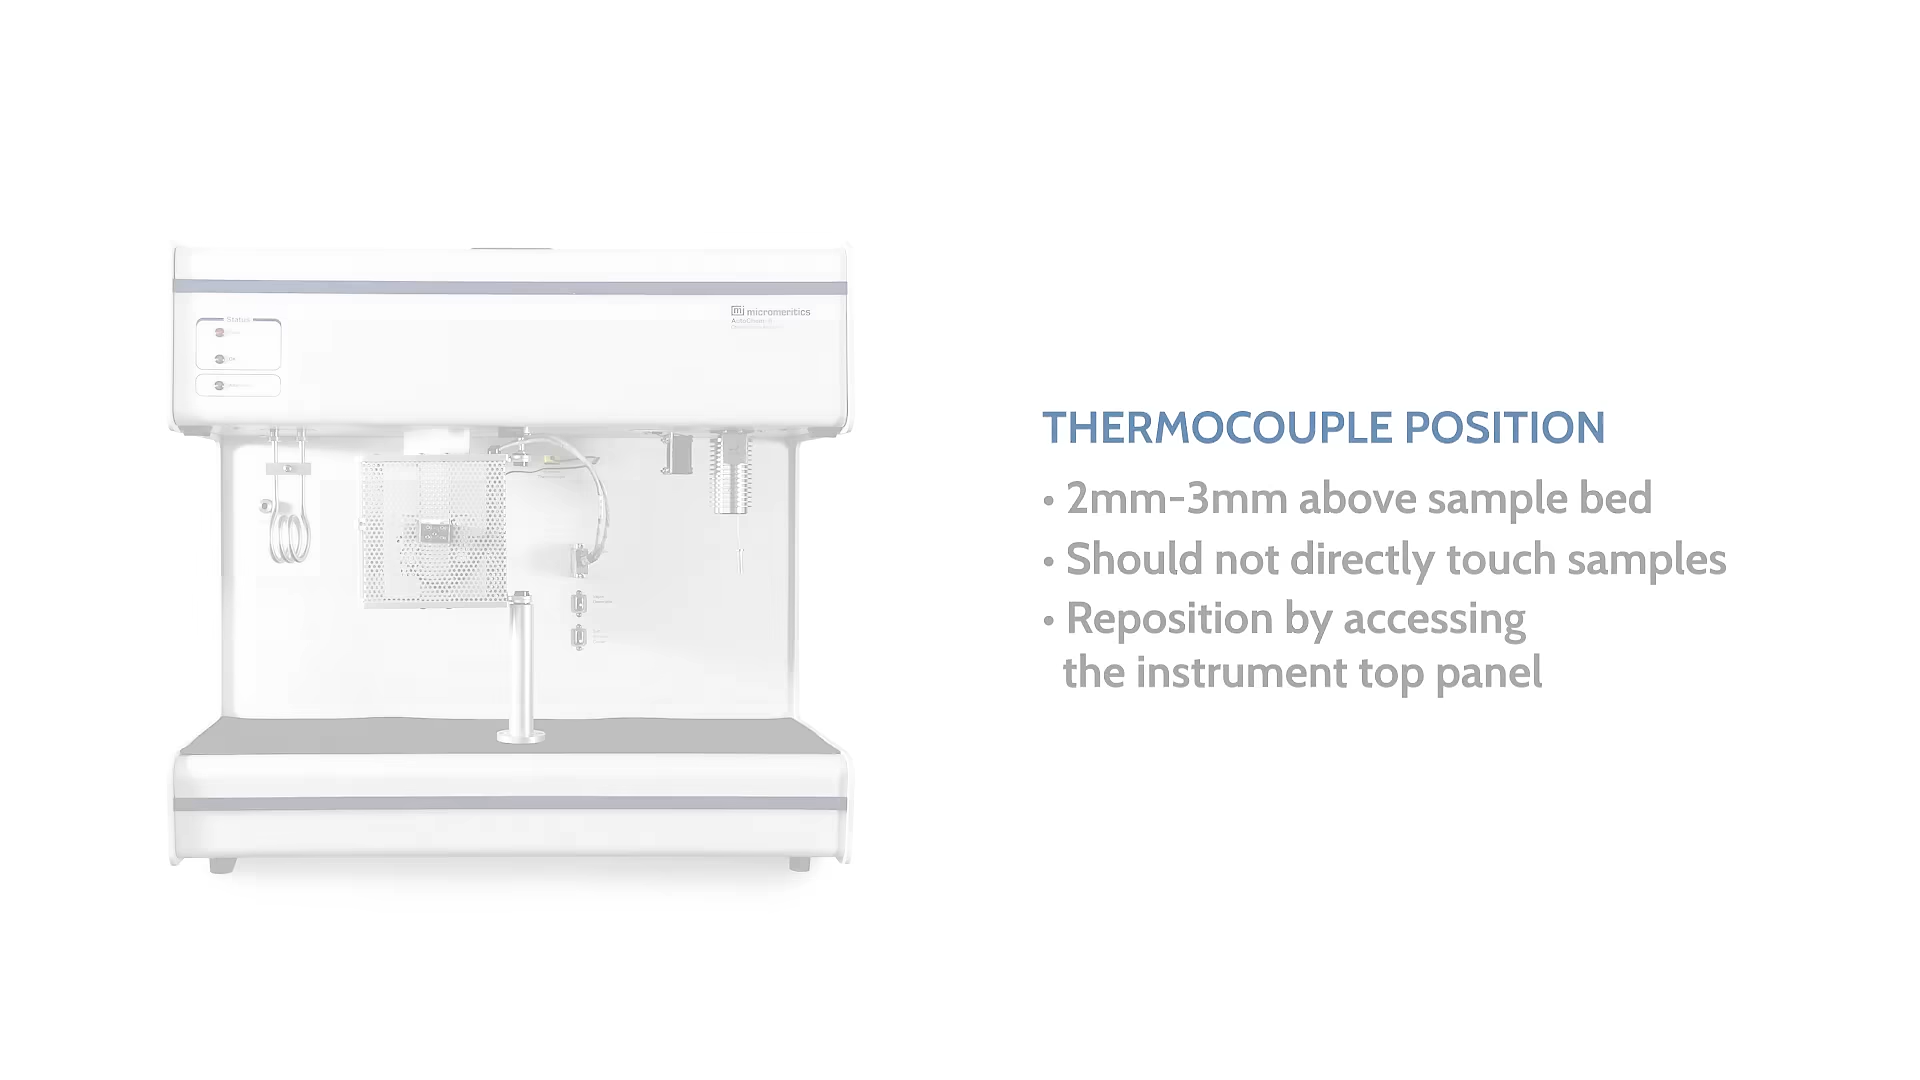 Status
micromeritics
AutoChem
THERMOCOUPLE POSITION
• 2mm-3mm above sample bed
• Should not directly touch samples
• Reposition by accessing
the instrument top panel